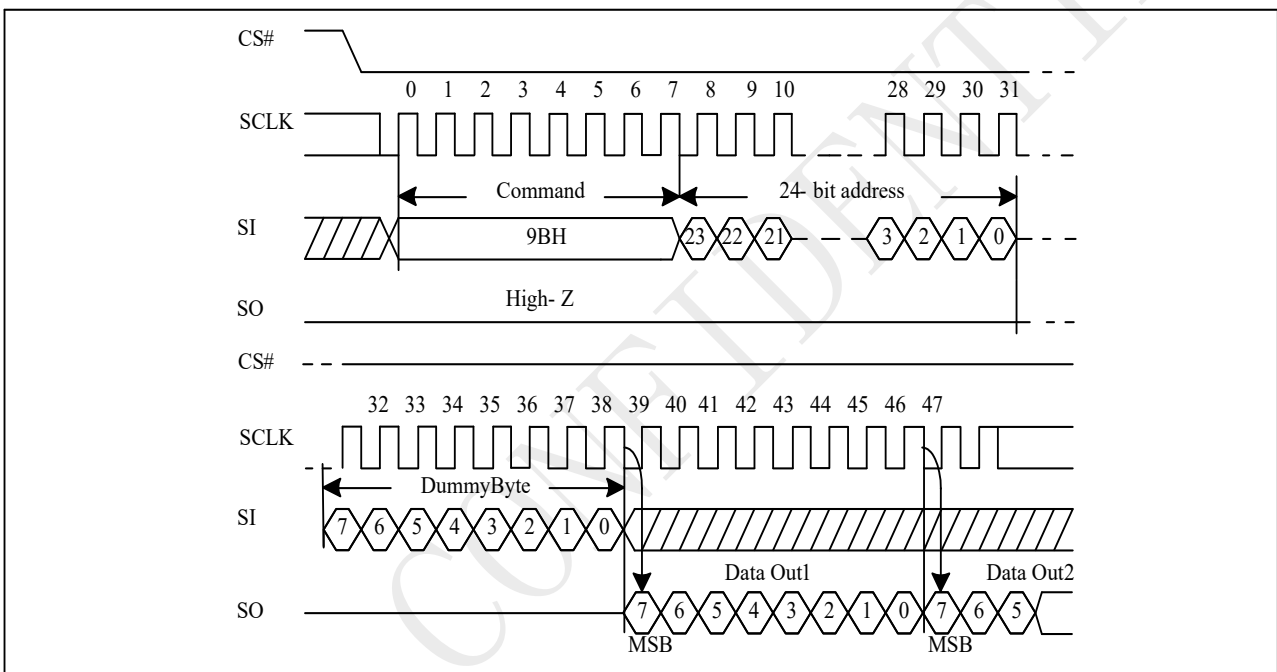 CS#
0 1 2 3 4 5 6 7 8 9 10 28 29 30 31
SCLK
Command 24- bit address
SI 9BH 23 22 21 3 2 1 0
High- Z
SO
CS#
32 33 34 35 36 37 38 39 40 41 42 43 44 45 46 47
SCLK
DummyByte
SI 7 6 5 4 3 2 1 0
Data Out1 Data Out2
SO 7 6 5 4 3 2 1 0 7 6 5
MSB MSB
CONFIDENTI